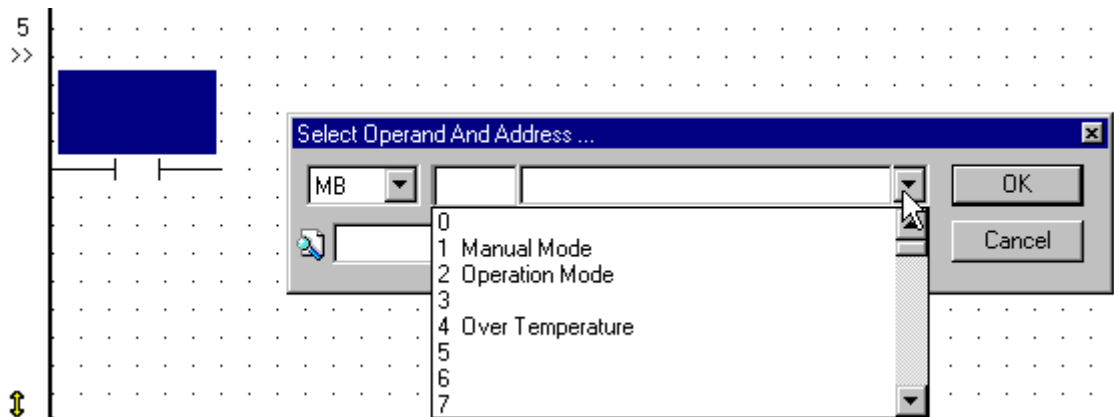 5
>>
Select Operand And Address ...
MB
OK
Cancel
0
1 Manual Mode
2 Operation Mode
3
4 Over Temperature
5
6
7